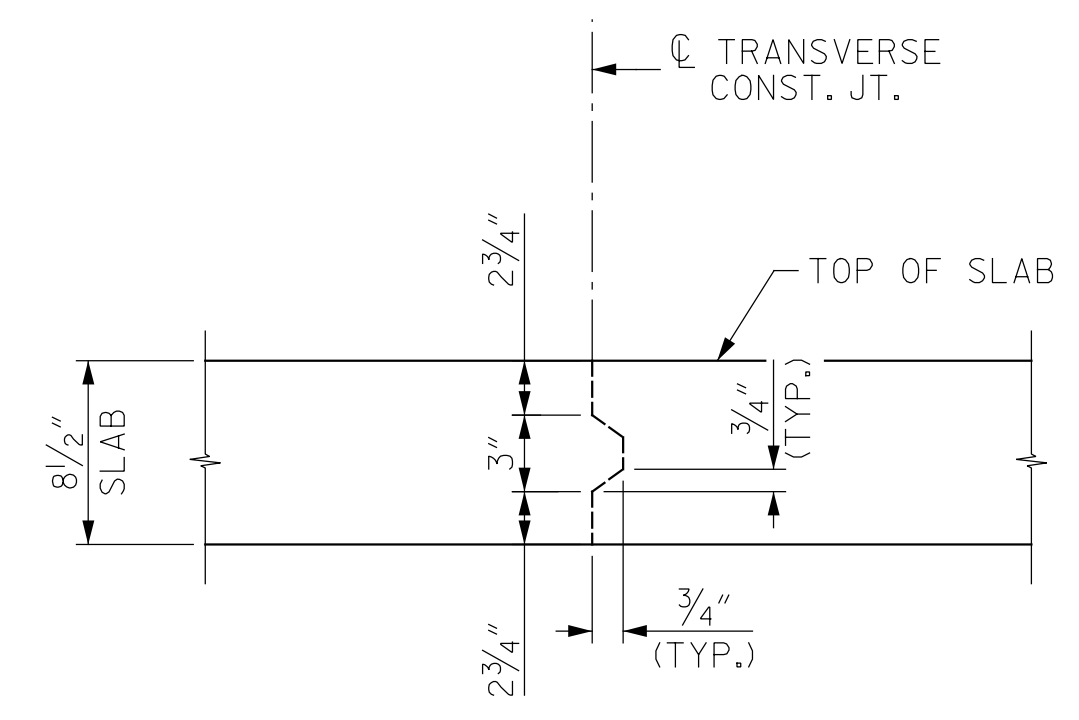 ℄ TRANSVERSE
CONST. JT.
2¾"
TOP OF SLAB
8½"
SLAB
3"
¾"
(TYP.)
2¾"
¾"
(TYP.)